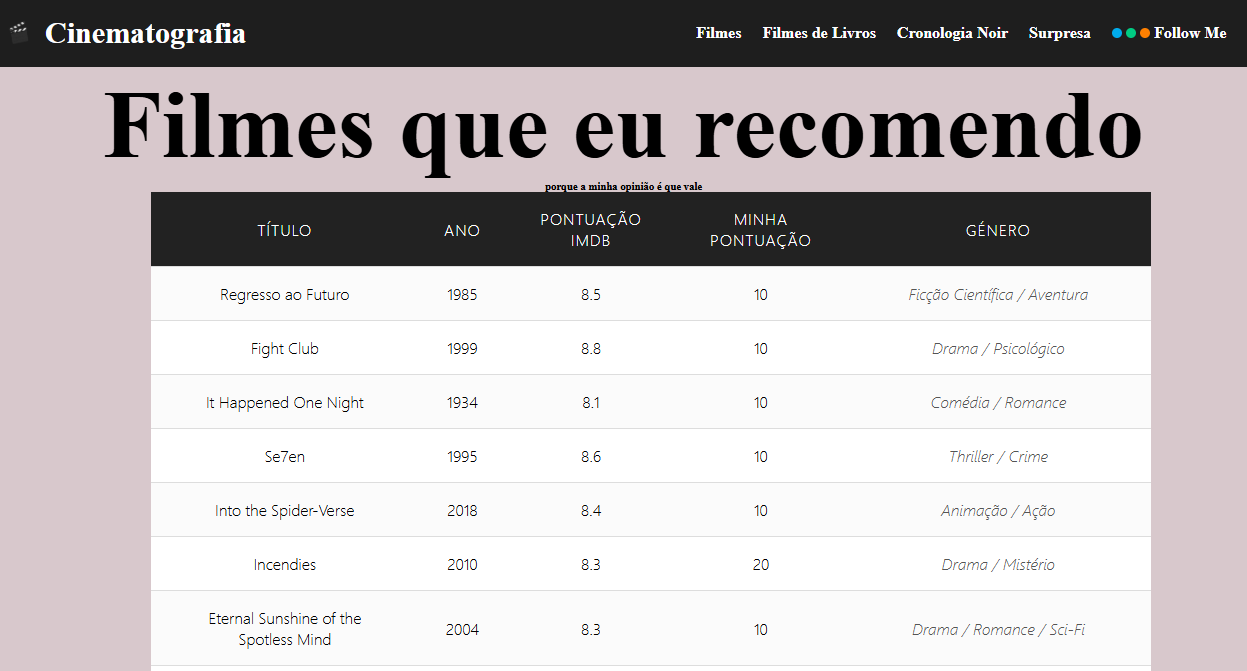 Cinematografia
Filmes Filmes de Livros Cronologia Noir Surpresa Follow Me
Filmes que eu recomendo
porque a minha opinião é que vale
TÍTULO ANO PONTUAÇÃO IMDB MINHA PONTUAÇÃO GÉNERO
Regresso ao Futuro 1985 8.5 10 Ficção Científica / Aventura
Fight Club 1999 8.8 10 Drama / Psicológico
It Happened One Night 1934 8.1 10 Comédia / Romance
Se7en 1995 8.6 10 Thriller / Crime
Into the Spider-Verse 2018 8.4 10 Animação / Ação
Incendies 2010 8.3 20 Drama / Mistério
Eternal Sunshine of the Spotless Mind 2004 8.3 10 Drama / Romance / Sci-Fi